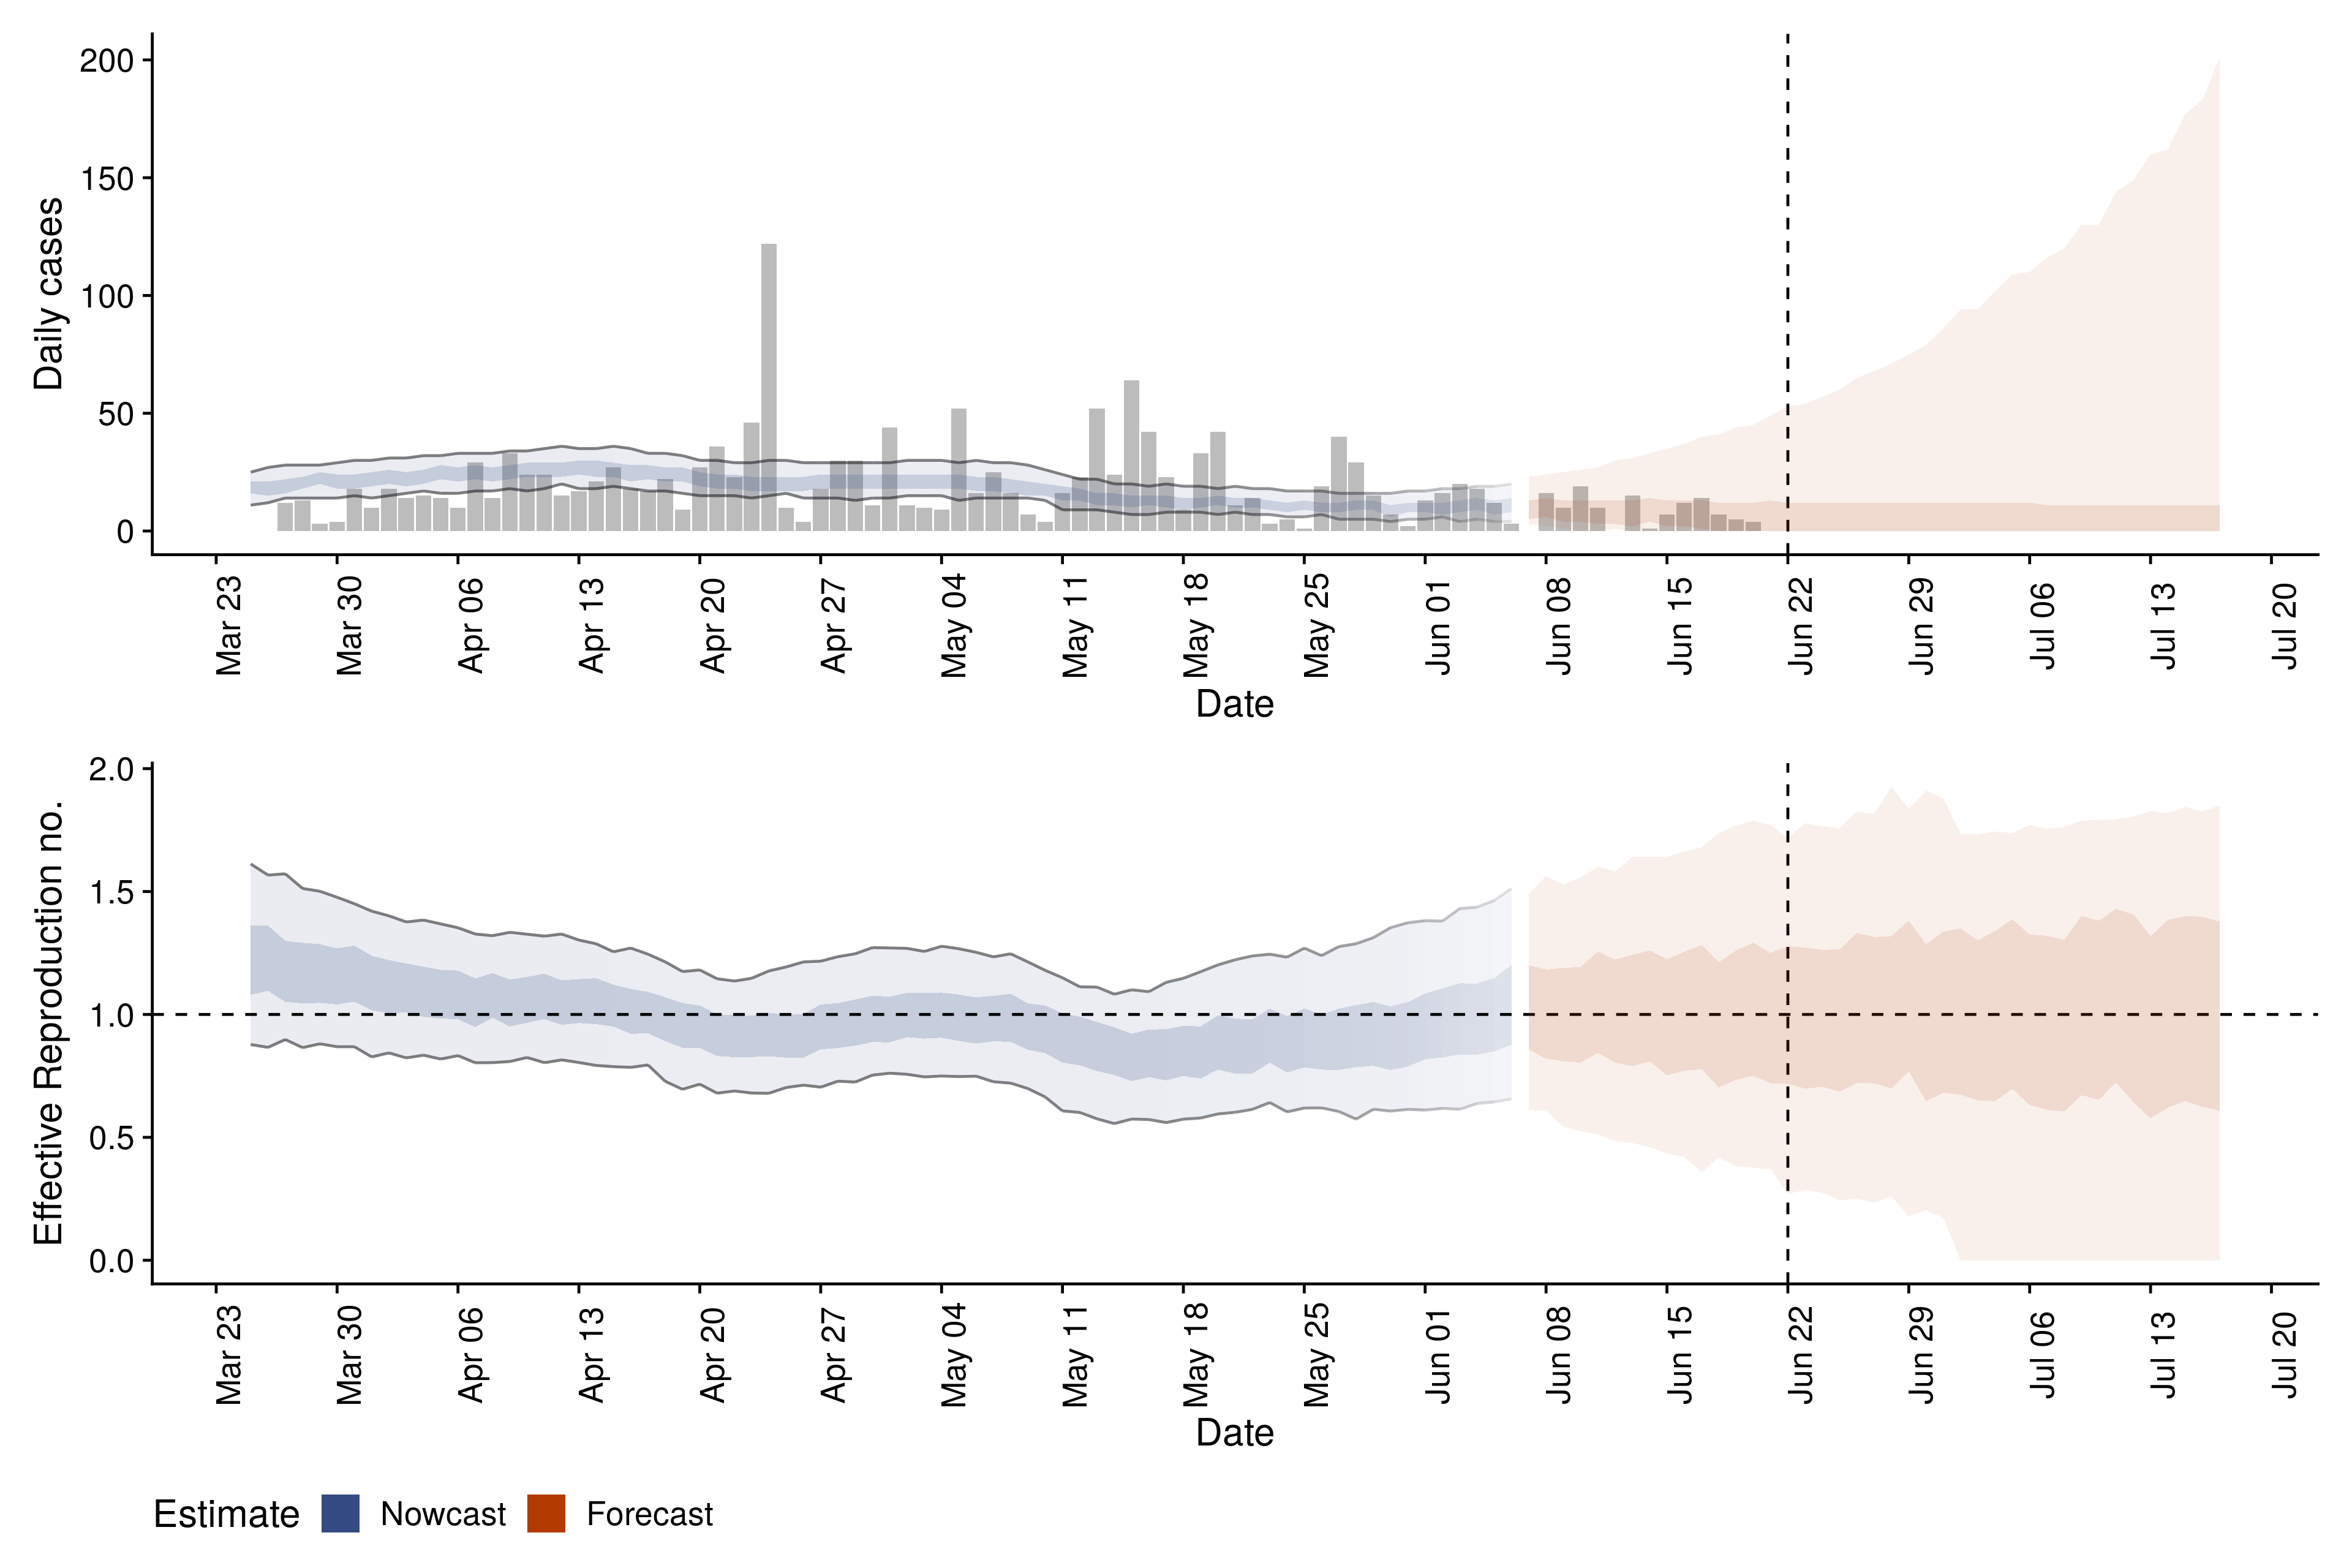 200
150
100
50
0
Daily cases
Mar 23
Mar 30
Apr 06
Apr 13
Apr 20
Apr 27
May 04
May 11
May 18
May 25
Jun 01
Jun 08
Jun 15
Jun 22
Jun 29
Jul 06
Jul 13
Jul 20
Date
2.0
1.5
1.0
0.5
0.0
Effective Reproduction no.
Mar 23
Mar 30
Apr 06
Apr 13
Apr 20
Apr 27
May 04
May 11
May 18
May 25
Jun 01
Jun 08
Jun 15
Jun 22
Jun 29
Jul 06
Jul 13
Jul 20
Date
Estimate Nowcast Forecast